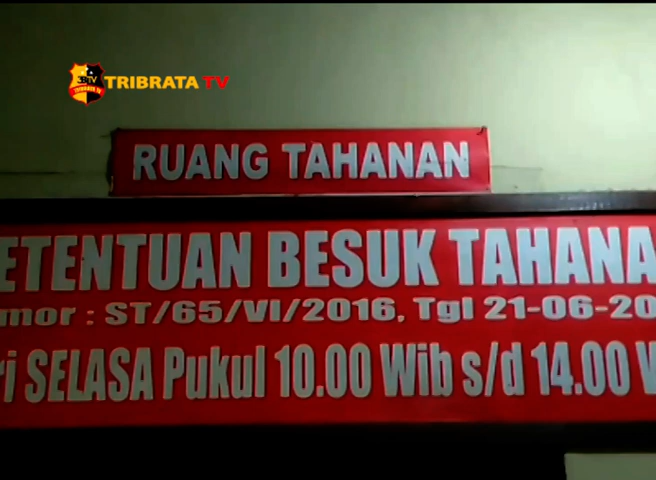 TRIBRATA TV
RUANG TAHANAN
ETENTUAN BESUK TAHANA
mor : ST/65/VI/2016, Tgl 21-06-20
ri SELASA Pukul 10.00 Wib s/d 14.00 W